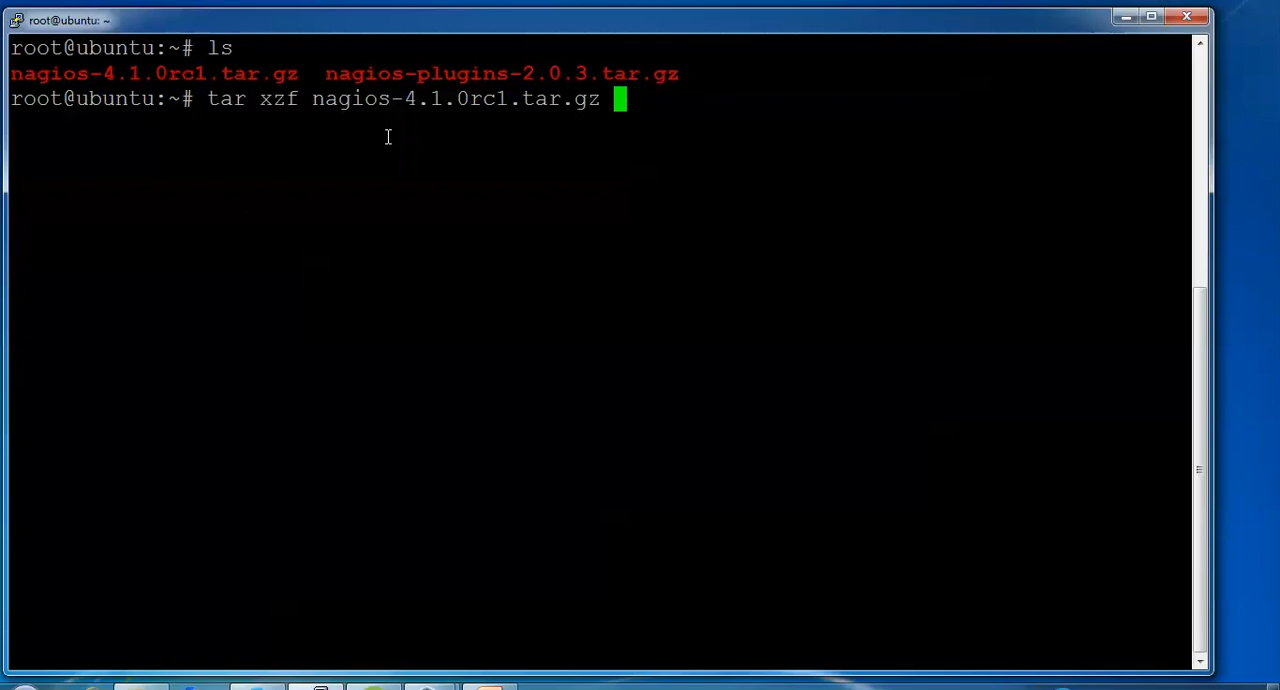 root@ubuntu: ~
root@ubuntu:~# ls
nagios-4.1.0rc1.tar.gz  nagios-plugins-2.0.3.tar.gz
root@ubuntu:~# tar xzf nagios-4.1.0rc1.tar.gz